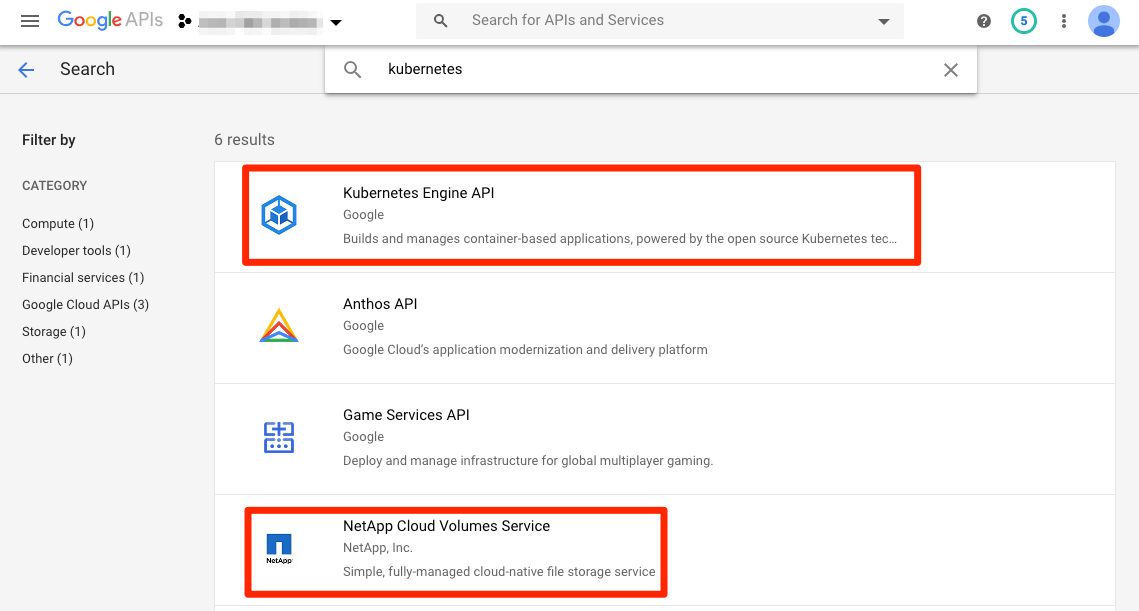 Google APIs
Search for APIs and Services
5
Search
kubernetes
Filter by
6 results
CATEGORY
Compute (1)
Developer tools (1)
Financial services (1)
Google Cloud APIs (3)
Storage (1)
Other (1)
Kubernetes Engine API
Google
Builds and manages container-based applications, powered by the open source Kubernetes tec...
Anthos API
Google
Google Cloud's application modernization and delivery platform
Game Services API
Google
Deploy and manage infrastructure for global multiplayer gaming.
NetApp
NetApp Cloud Volumes Service
NetApp, Inc.
Simple, fully-managed cloud-native file storage service